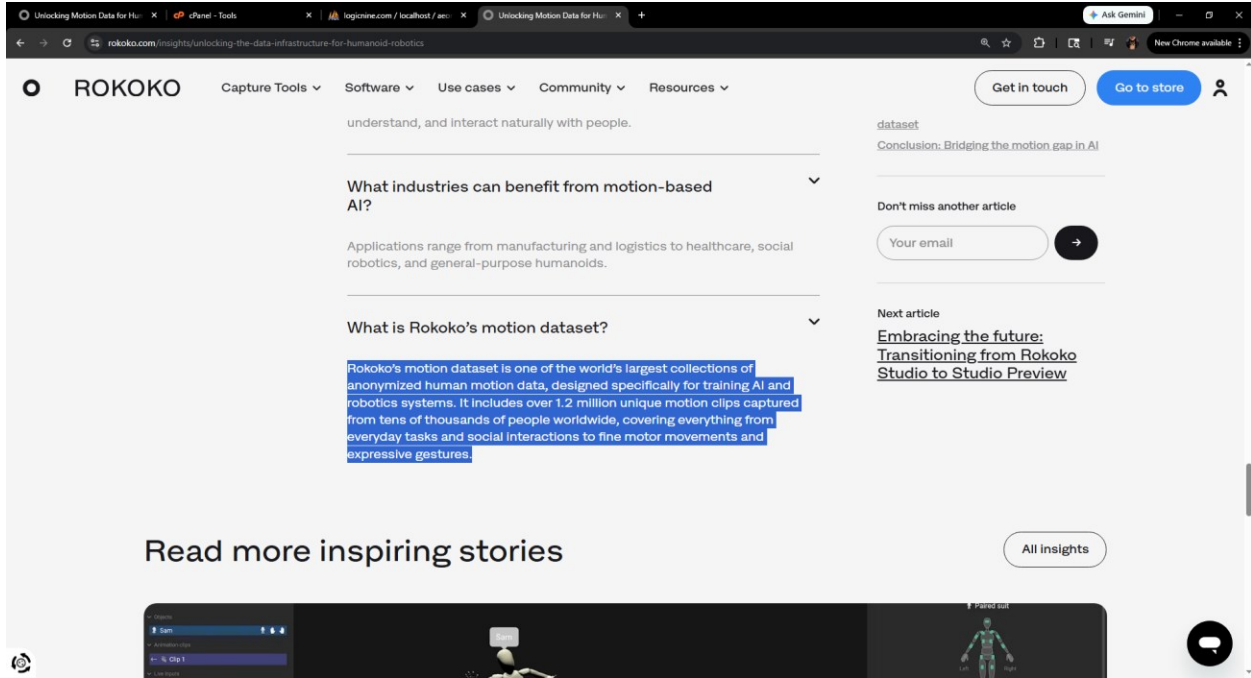 Unlocking Motion Data for Hu
cPanel - Tools
logicnine.com / localhost / aec
Unlocking Motion Data for Hu
Ask Gemini
rokoko.com/insights/unlocking-the-data-infrastructure-for-humanoid-robotics
New Chrome available
ROKOKO
Capture Tools
Software
Use cases
Community
Resources
Get in touch
Go to store
understand, and interact naturally with people.
What industries can benefit from motion-based
AI?
Applications range from manufacturing and logistics to healthcare, social
robotics, and general-purpose humanoids.
What is Rokoko’s motion dataset?
Rokoko’s motion dataset is one of the world’s largest collections of
anonymized human motion data, designed specifically for training AI and
robotics systems. It includes over 1.2 million unique motion clips captured
from tens of thousands of people worldwide, covering everything from
everyday tasks and social interactions to fine motor movements and
expressive gestures.
dataset
Conclusion: Bridging the motion gap in AI
Don’t miss another article
Your email
Next article
Embracing the future:
Transitioning from Rokoko
Studio to Studio Preview
Read more inspiring stories
All insights
Objects
Sam
Animation clips
Clip 1
Live source
Sam
Paired suit
Left
Right